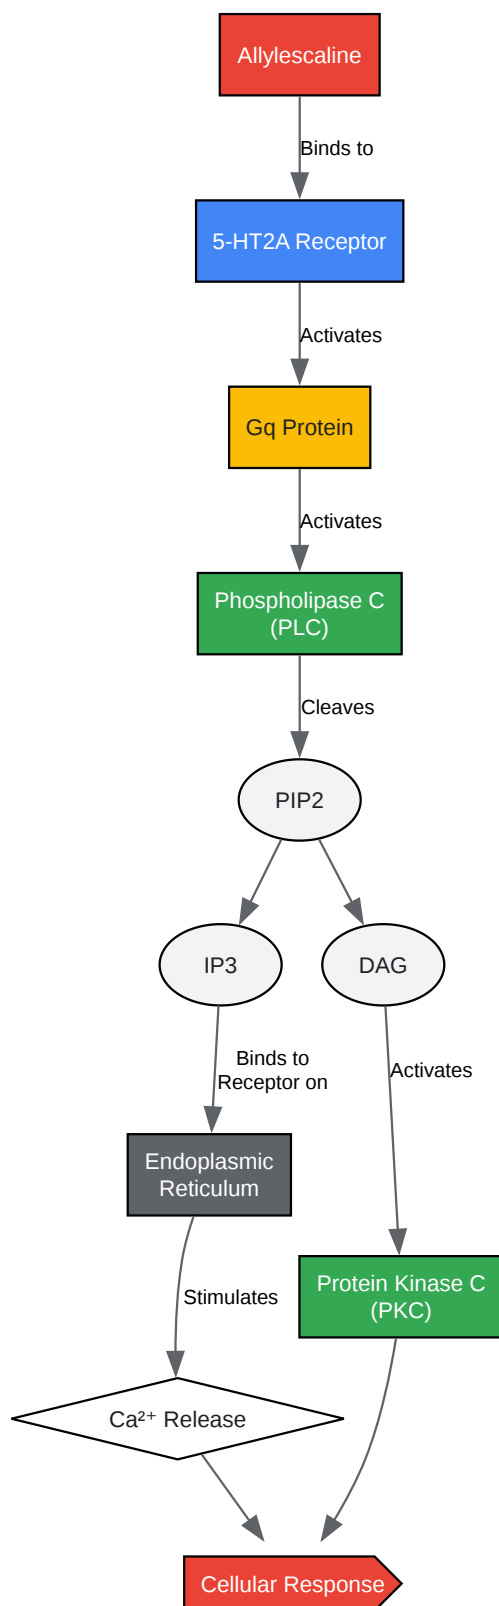 Allylescaline
Binds to
5-HT2A Receptor
Activates
Gq Protein
Activates
Phospholipase C
(PLC)
Cleaves
PIP2
IP3
DAG
Binds to
Receptor on
Activates
Endoplasmic
Reticulum
Stimulates
Protein Kinase C
(PKC)
Ca²⁺ Release
Cellular Response